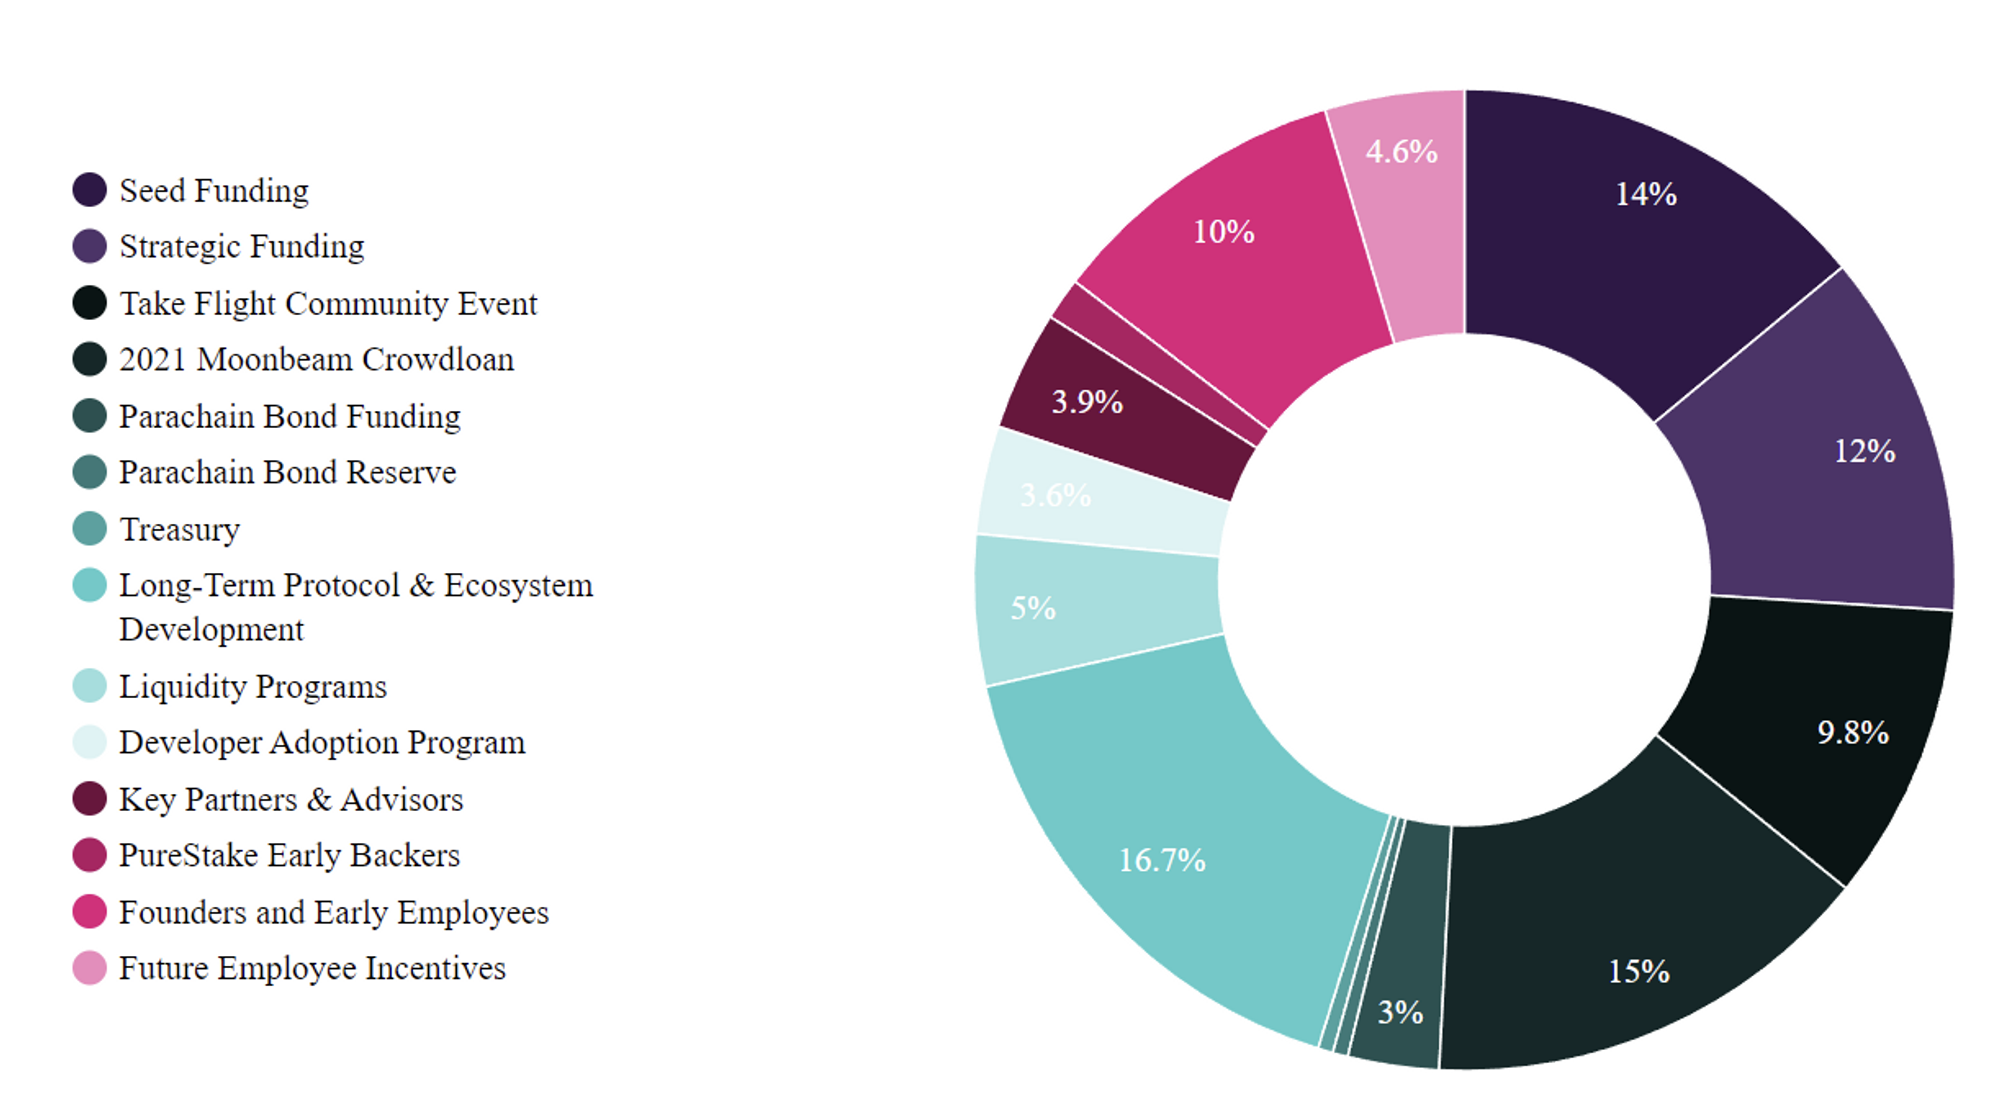 Seed Funding
Strategic Funding
Take Flight Community Event
2021 Moonbeam Crowdloan
Parachain Bond Funding
Parachain Bond Reserve
Treasury
Long-Term Protocol & Ecosystem
Development
Liquidity Programs
Developer Adoption Program
Key Partners & Advisors
PureStake Early Backers
Founders and Early Employees
Future Employee Incentives
14%
12%
9.8%
15%
3%
16.7%
5%
3.6%
3.9%
10%
4.6%